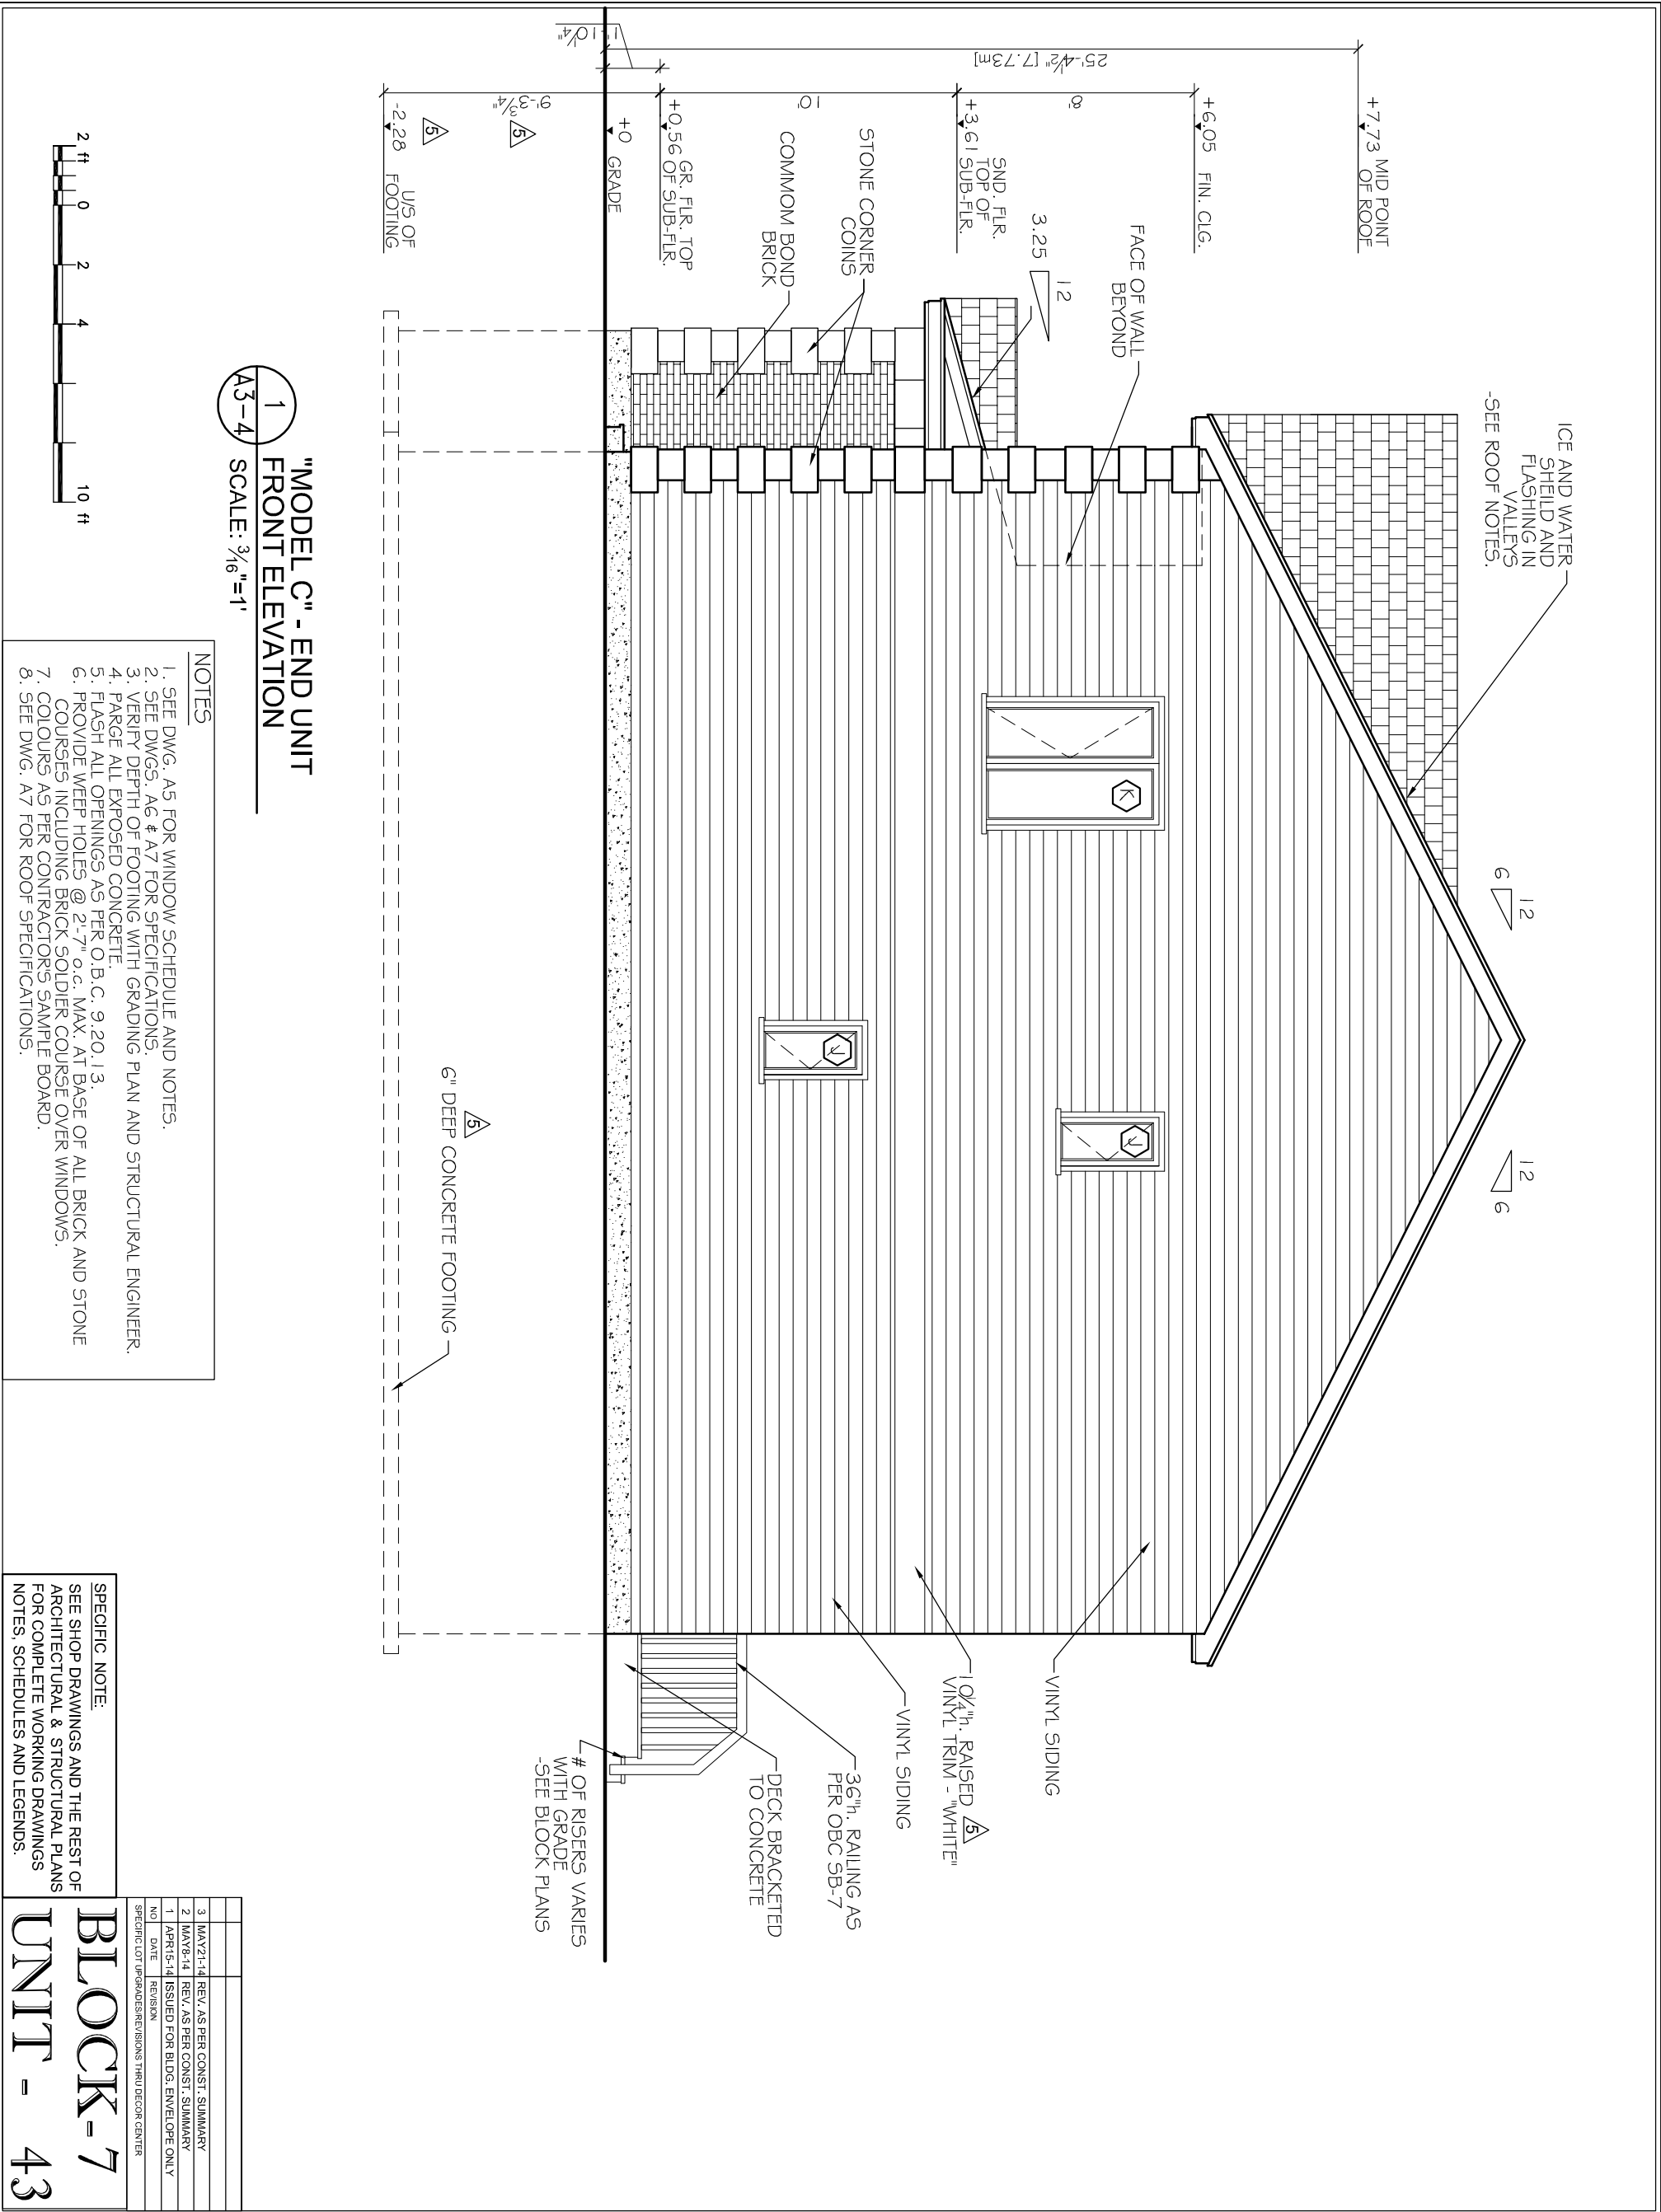 ICE AND WATER
SHEILD AND
FLASHING IN
VALLEYS
-SEE ROOF NOTES.
12
6
12
6
+7.73 MID POINT
OF ROOF
+6.05 FIN. CLG.
SND. FLR.
TOP OF
+3.61 SUB-FLR.
GR. FLR. TOP
+0.56 OF SUB-FLR.
+0 GRADE
U/S OF
-2.28 FOOTING
25'-4½" [7.73m]
8'
10'
1'-10¼"
9'-3¾"
5
5
FACE OF WALL
BEYOND
12
3.25
STONE CORNER
COINS
COMMOM BOND
BRICK
K
J
J
VINYL SIDING
10¼"h. RAISED 5
VINYL TRIM - "WHITE"
VINYL SIDING
36"h. RAILING AS
PER OBC SB-7
DECK BRACKETED
TO CONCRETE
# OF RISERS VARIES
WITH GRADE
-SEE BLOCK PLANS
5
6" DEEP CONCRETE FOOTING
"MODEL C" - END UNIT
1 FRONT ELEVATION
A3-4 SCALE: 3/16"=1'
2 ft 0 2 4 10 ft
NOTES
1. SEE DWG. A5 FOR WINDOW SCHEDULE AND NOTES.
2. SEE DWGS. A6 & A7 FOR SPECIFICATIONS.
3. VERIFY DEPTH OF FOOTING WITH GRADING PLAN AND STRUCTURAL ENGINEER.
4. PARGE ALL EXPOSED CONCRETE.
5. FLASH ALL OPENINGS AS PER O.B.C. 9.20.13.
6. PROVIDE WEEP HOLES @ 2'-7" o.c. MAX. AT BASE OF ALL BRICK AND STONE
COURSES INCLUDING BRICK SOLDIER COURSE OVER WINDOWS.
7. COLOURS AS PER CONTRACTOR'S SAMPLE BOARD.
8. SEE DWG. A7 FOR ROOF SPECIFICATIONS.
SPECIFIC NOTE:
SEE SHOP DRAWINGS AND THE REST OF
ARCHITECTURAL & STRUCTURAL PLANS
FOR COMPLETE WORKING DRAWINGS
NOTES, SCHEDULES AND LEGENDS.
3 MAY21-14 REV. AS PER CONST. SUMMARY
2 MAY8-14 REV. AS PER CONST. SUMMARY
1 APR15-14 ISSUED FOR BLDG. ENVELOPE ONLY
NO DATE REVISION
SPECIFIC LOT UPGRADES/REVISIONS THRU DECOR CENTER
BLOCK-7
UNIT - 43